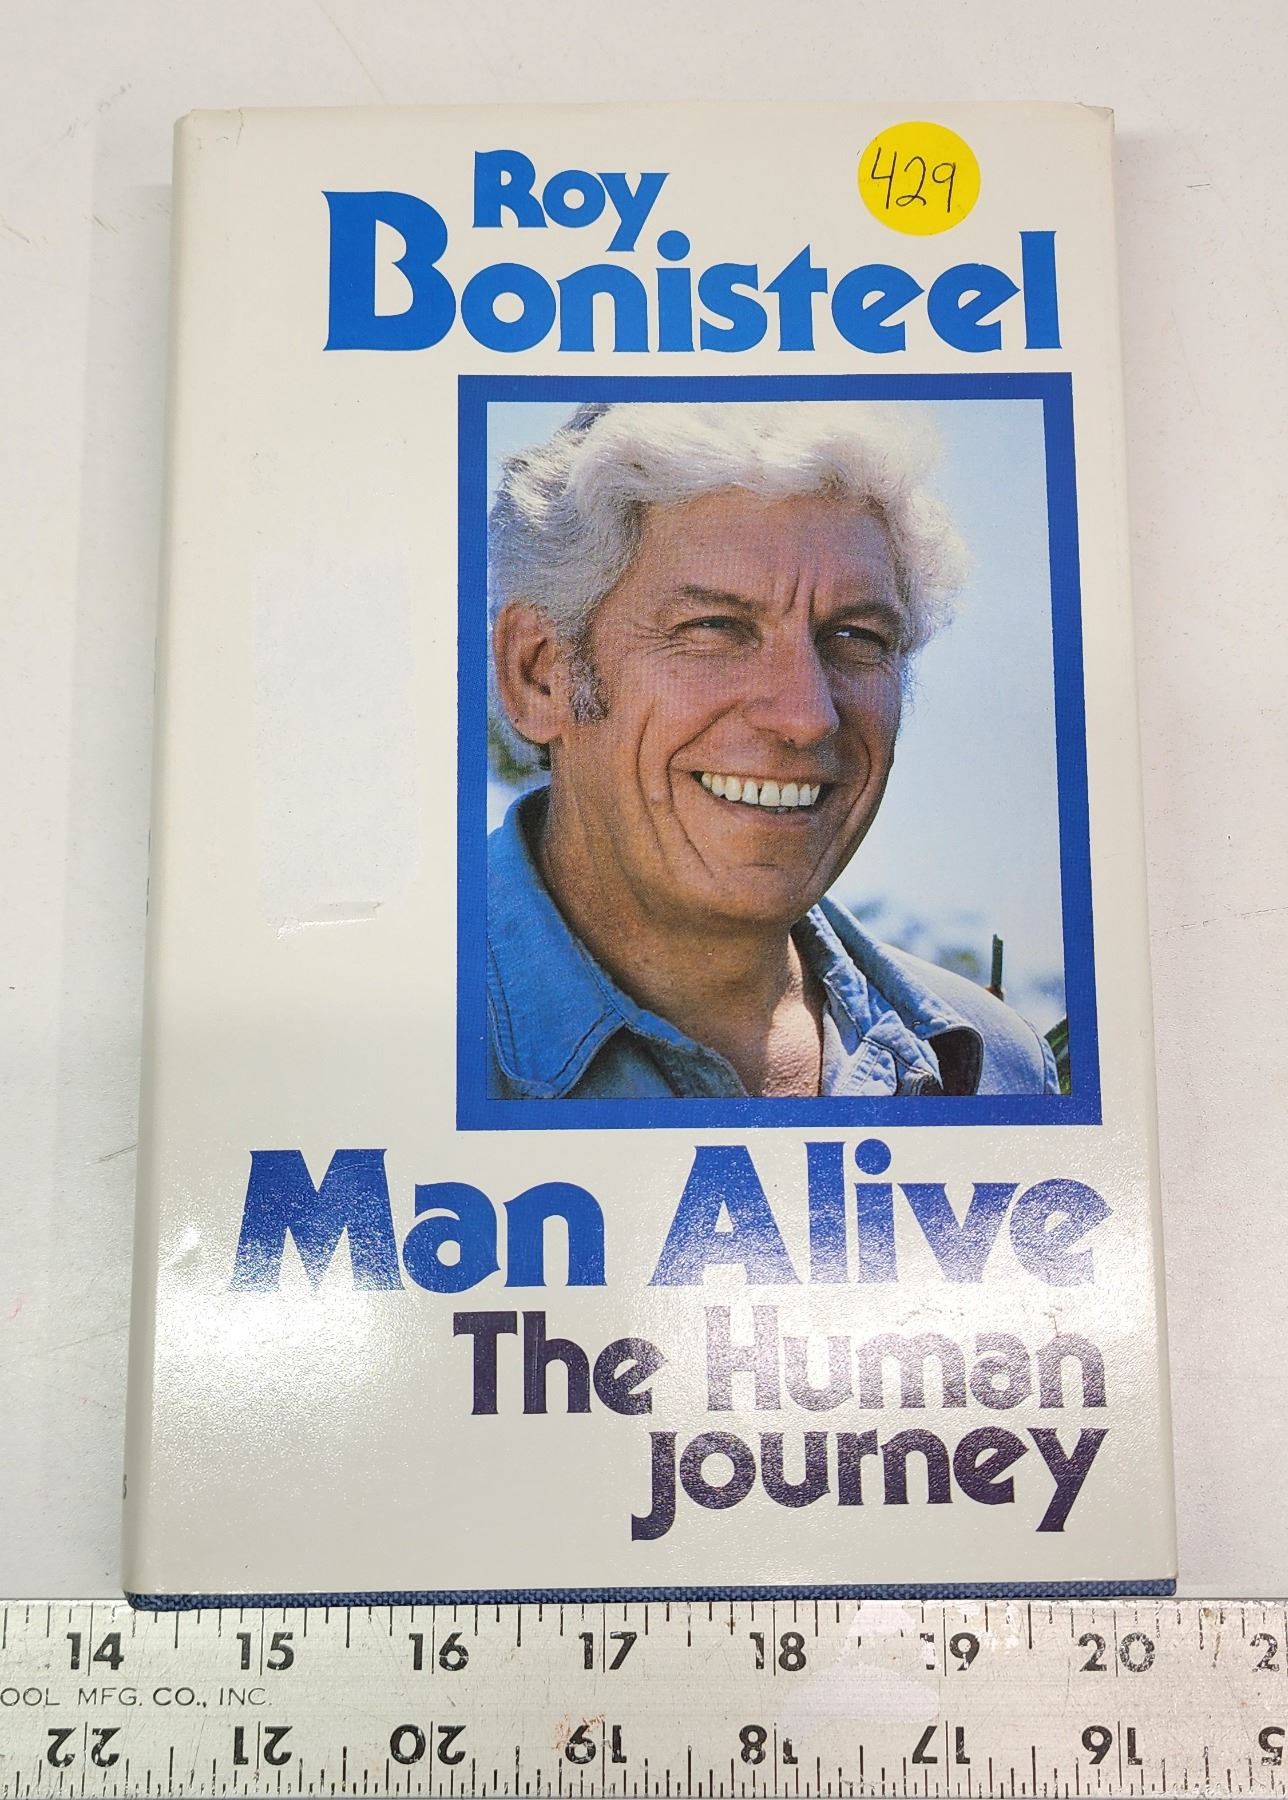 429
Roy
Bonisteel
Man Alive
The Human
journey
14 15 16 17 18 19 20
OOL MFG. CO., INC.
22 21 20 19 18 17 16